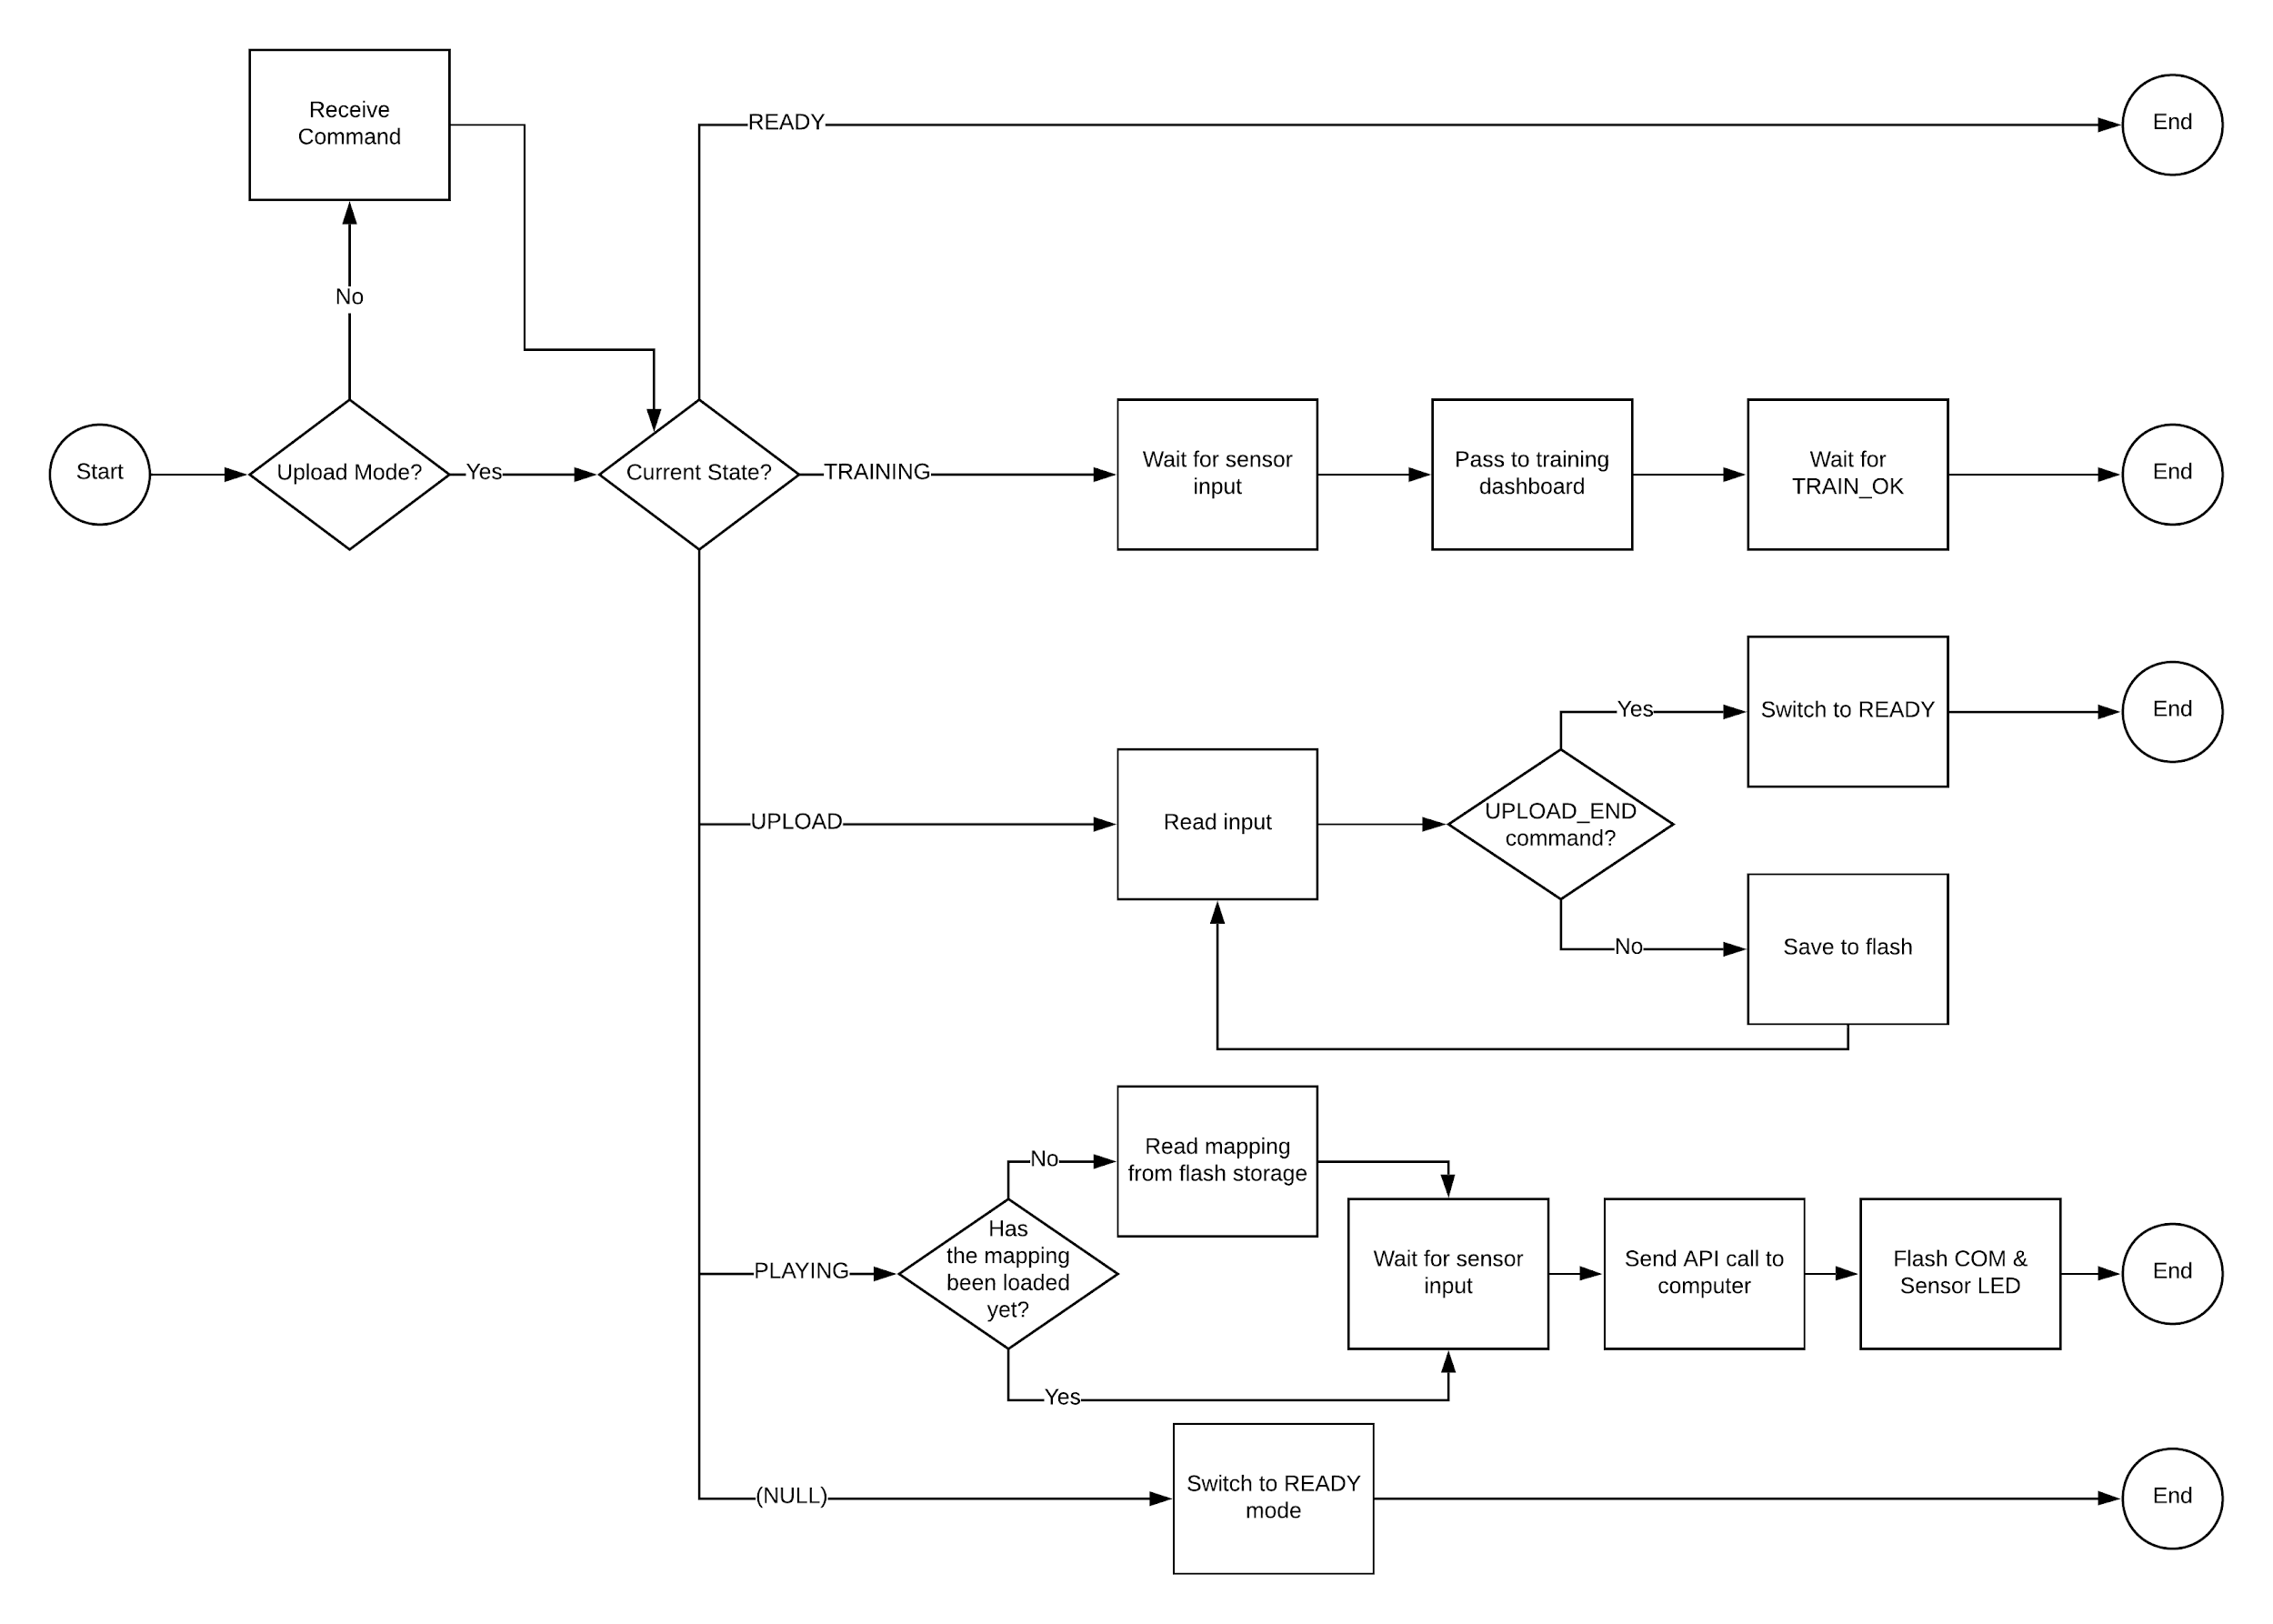 Receive
Command
READY
End
No
Start
Upload Mode?
Yes
Current State?
TRAINING
Wait for sensor
input
Pass to training
dashboard
Wait for
TRAIN_OK
End
Yes
Switch to READY
End
UPLOAD
Read input
UPLOAD_END
command?
No
Save to flash
No
Read mapping
from flash storage
PLAYING
Has
the mapping
been loaded
yet?
Wait for sensor
input
Send API call to
computer
Flash COM &
Sensor LED
End
Yes
(NULL)
Switch to READY
mode
End